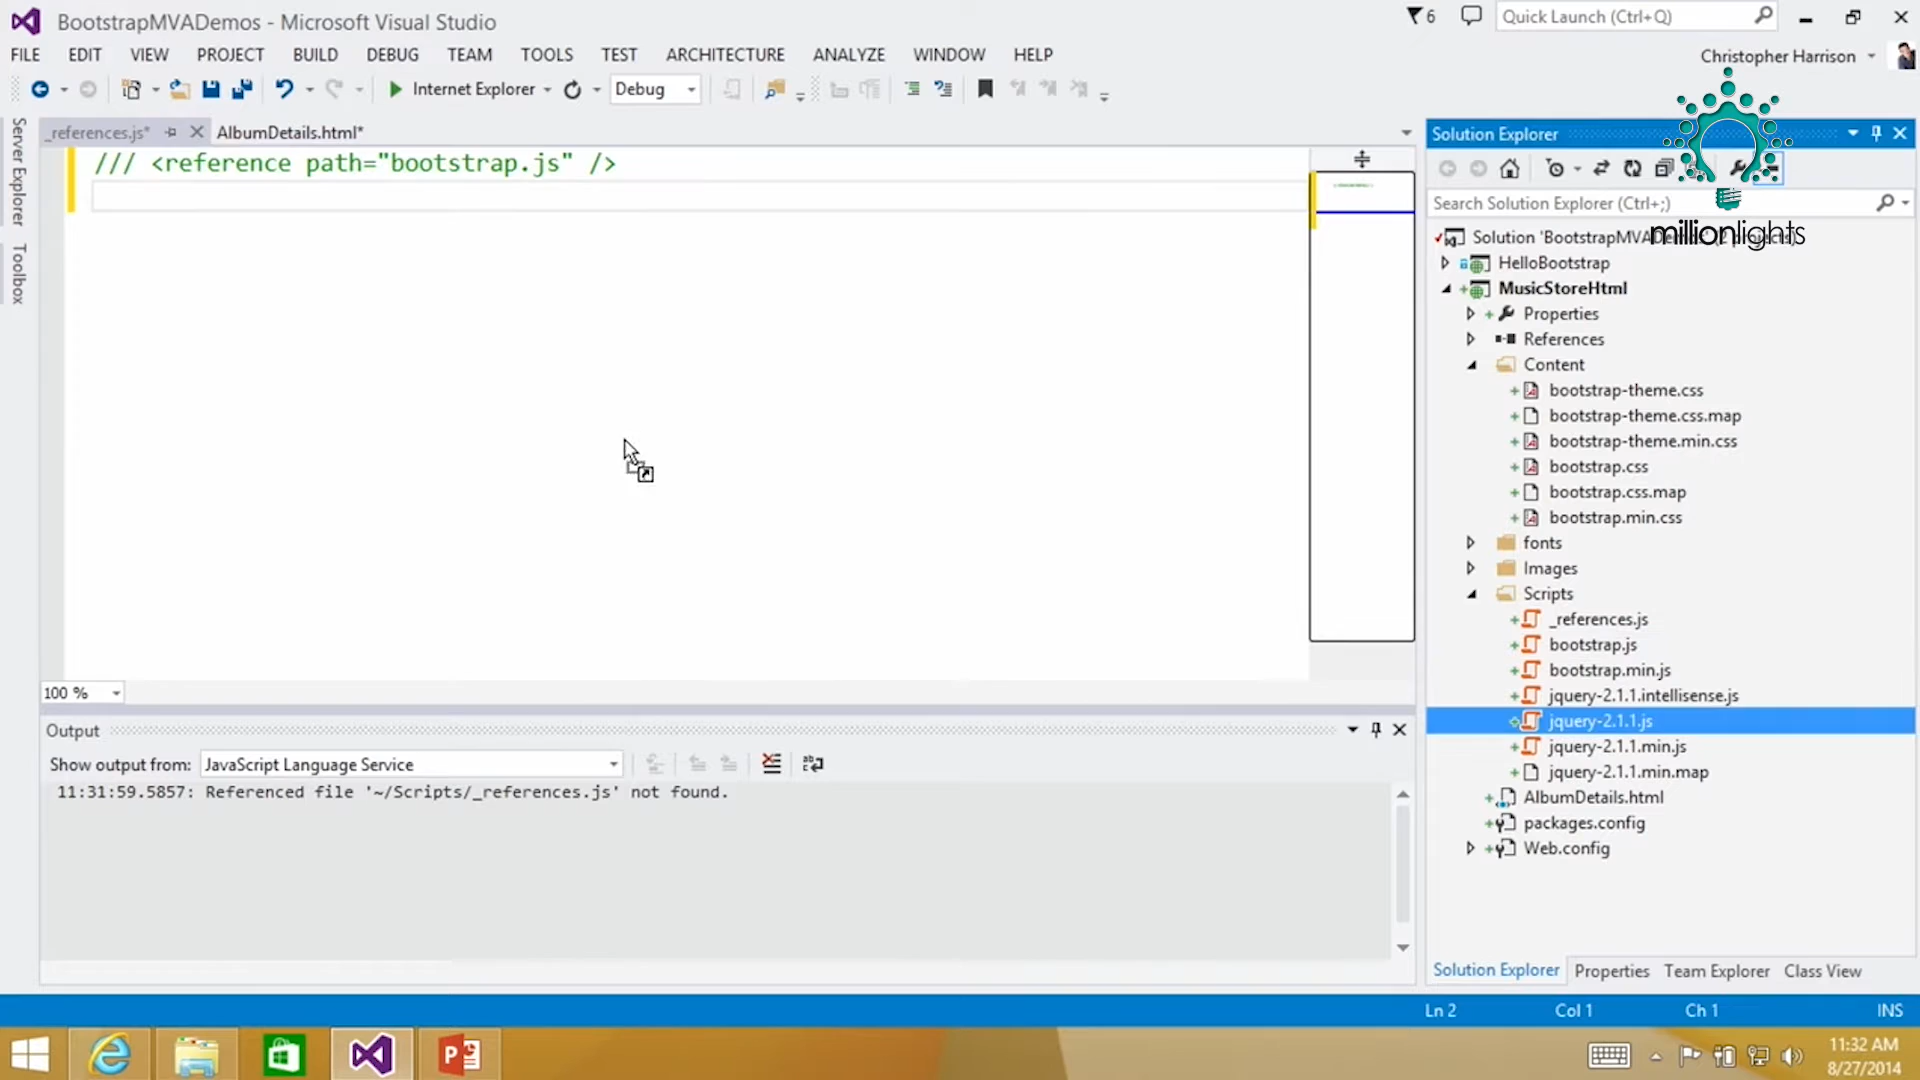 BootstrapMVADemos - Microsoft Visual Studio
6
Quick Launch (Ctrl+Q)
FILE EDIT VIEW PROJECT BUILD DEBUG TEAM TOOLS TEST ARCHITECTURE ANALYZE WINDOW HELP
Christopher Harrison
Internet Explorer
Debug
Server Explorer
Toolbox
_references.js*
AlbumDetails.html*
/// <reference path="bootstrap.js" />
100 %
Output
Show output from: JavaScript Language Service
11:31:59.5857: Referenced file '~/Scripts/_references.js' not found.
Solution Explorer
Search Solution Explorer (Ctrl+;)
millionlights
Solution 'BootstrapMVADemos' (2 projects)
HelloBootstrap
MusicStoreHtml
Properties
References
Content
bootstrap-theme.css
bootstrap-theme.css.map
bootstrap-theme.min.css
bootstrap.css
bootstrap.css.map
bootstrap.min.css
fonts
Images
Scripts
_references.js
bootstrap.js
bootstrap.min.js
jquery-2.1.1.intellisense.js
jquery-2.1.1.js
jquery-2.1.1.min.js
jquery-2.1.1.min.map
AlbumDetails.html
packages.config
Web.config
Solution Explorer Properties Team Explorer Class View
Ln 2 Col 1 Ch 1 INS
11:32 AM
8/27/2014